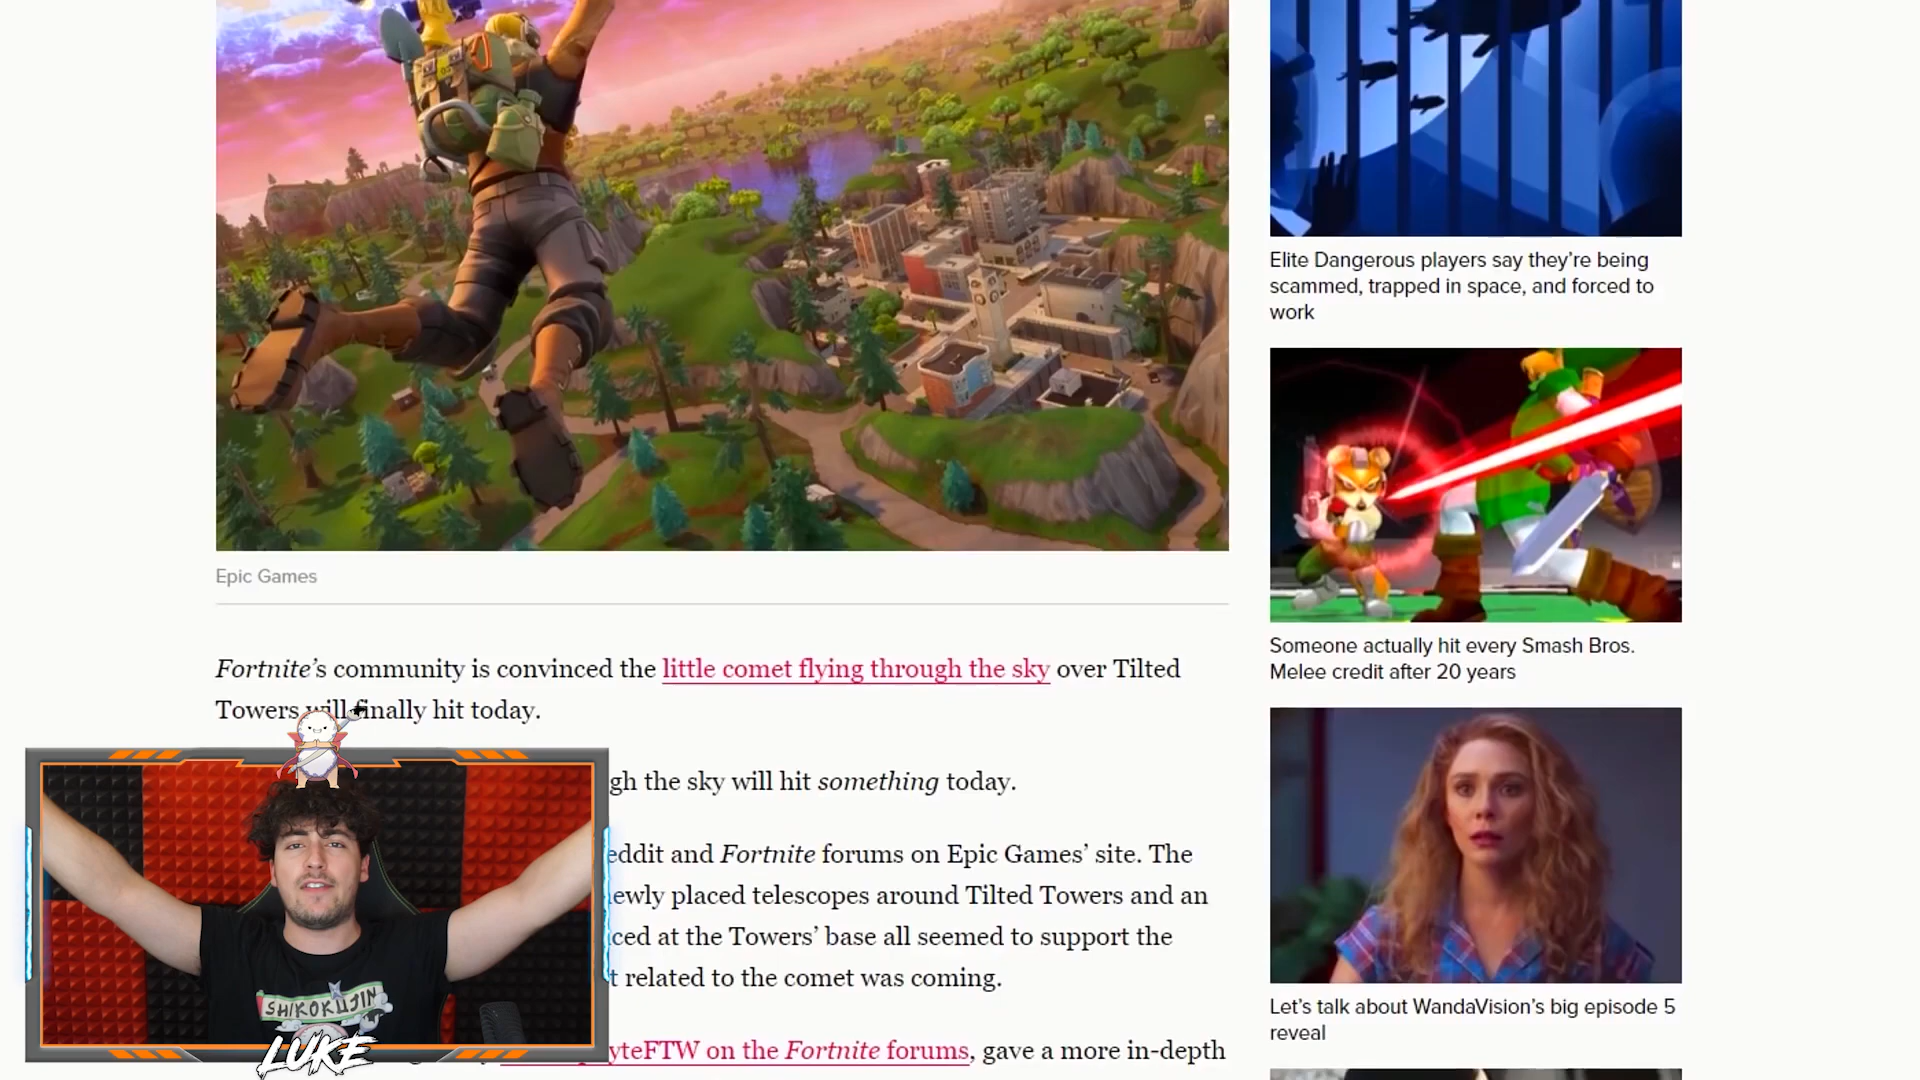 Epic Games
Fortnite's community is convinced the little comet flying through the sky over Tilted
Towers will finally hit today.
gh the sky will hit something today.
eddit and Fortnite forums on Epic Games' site. The
ewly placed telescopes around Tilted Towers and an
ced at the Towers' base all seemed to support the
t related to the comet was coming.
yteFTW on the Fortnite forums, gave a more in-depth
SHIKOKUJIN
LUKE
Elite Dangerous players say they're being
scammed, trapped in space, and forced to
work
Someone actually hit every Smash Bros.
Melee credit after 20 years
Let's talk about WandaVision's big episode 5
reveal